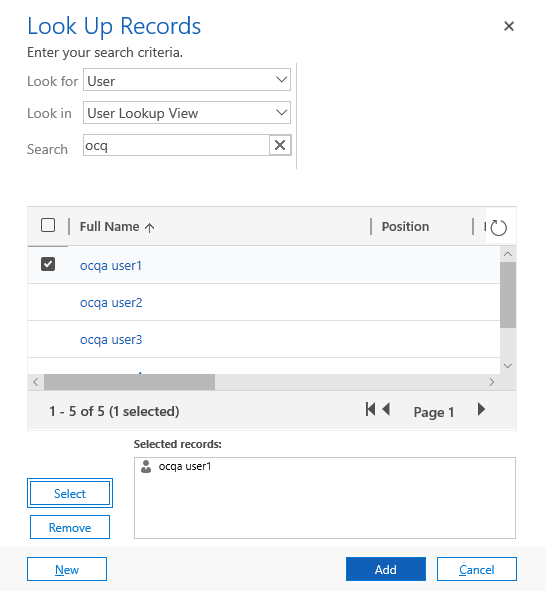 Look Up Records
Enter your search criteria.
Look for User
Look in User Lookup View
Search ocq
Full Name Position
ocqa user1
ocqa user2
ocqa user3
1 - 5 of 5 (1 selected) Page 1
Selected records:
ocqa user1
Select
Remove
New Add Cancel